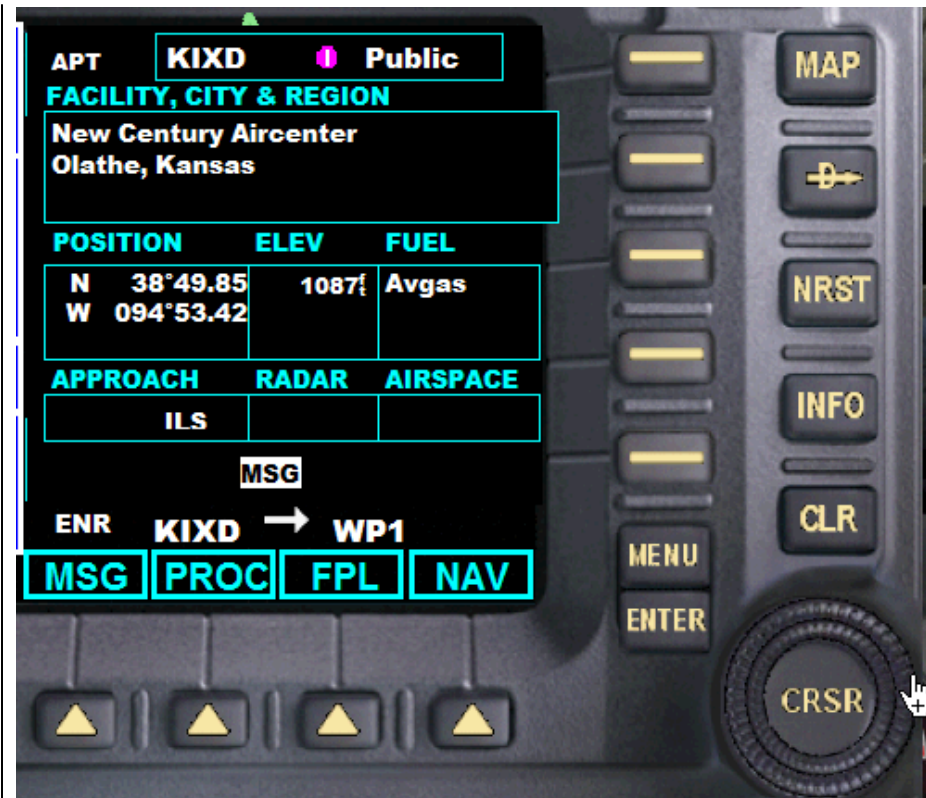 APT KIXD Public
FACILITY, CITY & REGION
New Century Aircenter
Olathe, Kansas
POSITION ELEV FUEL
N 38°49.85 1087ft Avgas
W 094°53.42
APPROACH RADAR AIRSPACE
ILS
MSG
ENR KIXD → WP1
MSG PROC FPL NAV
MAP
D
NRST
INFO
CLR
MENU
ENTER
CRSR